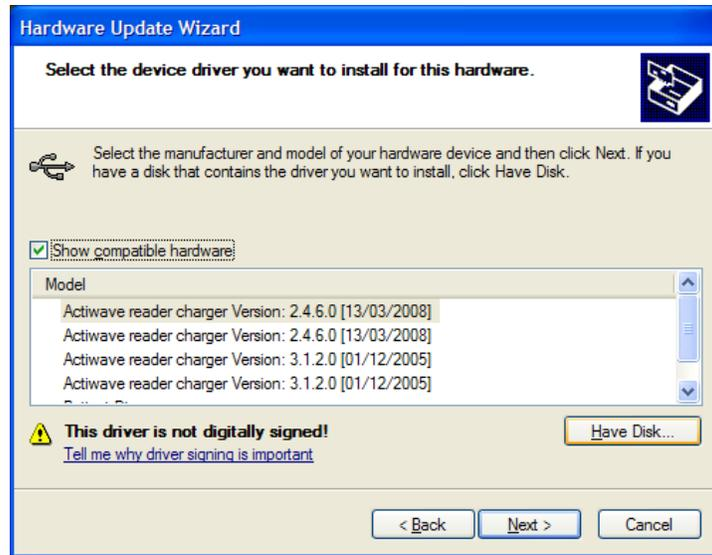 Hardware Update Wizard
Select the device driver you want to install for this hardware.
Select the manufacturer and model of your hardware device and then click Next. If you
have a disk that contains the driver you want to install, click Have Disk.
Show compatible hardware
Model
Actiwave reader charger Version: 2.4.6.0 [13/03/2008]
Actiwave reader charger Version: 2.4.6.0 [13/03/2008]
Actiwave reader charger Version: 3.1.2.0 [01/12/2005]
Actiwave reader charger Version: 3.1.2.0 [01/12/2005]
This driver is not digitally signed!
Have Disk...
Tell me why driver signing is important
< Back
Next >
Cancel